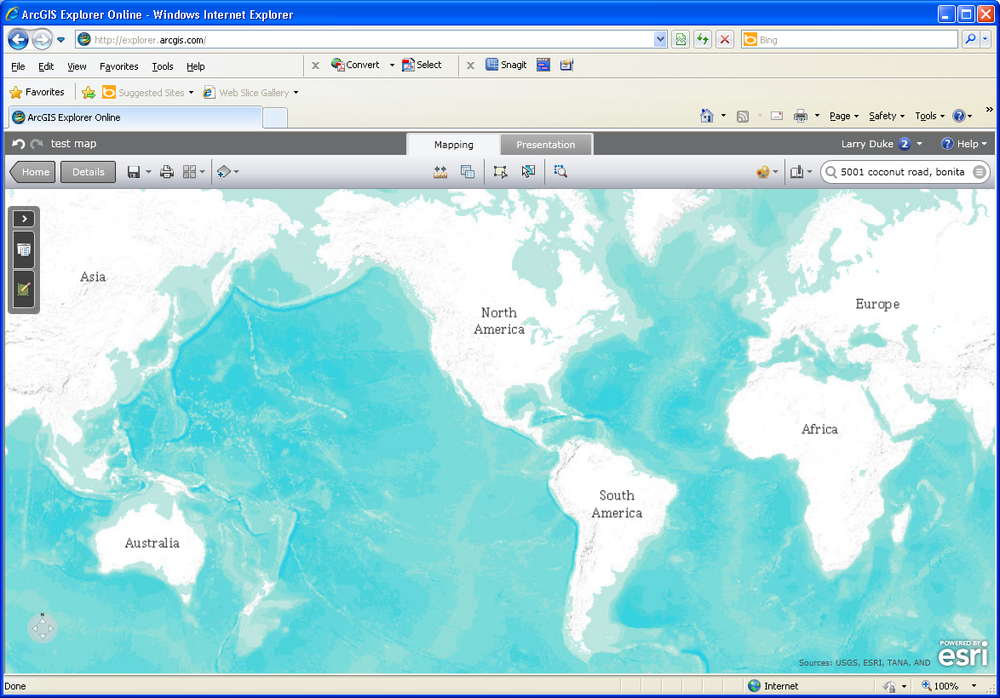 ArcGIS Explorer Online - Windows Internet Explorer
http://explorer.arcgis.com/
Bing
File Edit View Favorites Tools Help
x Convert Select x Snagit
Favorites Suggested Sites Web Slice Gallery
ArcGIS Explorer Online
Page Safety Tools »
test map
Mapping Presentation
Larry Duke 2 Help
Home Details
5001 coconut road, bonita
Asia
North
America
Europe
Africa
South
America
Australia
N
POWERED BY
esri
Sources: USGS, ESRI, TANA, AND
Done
Internet
100%